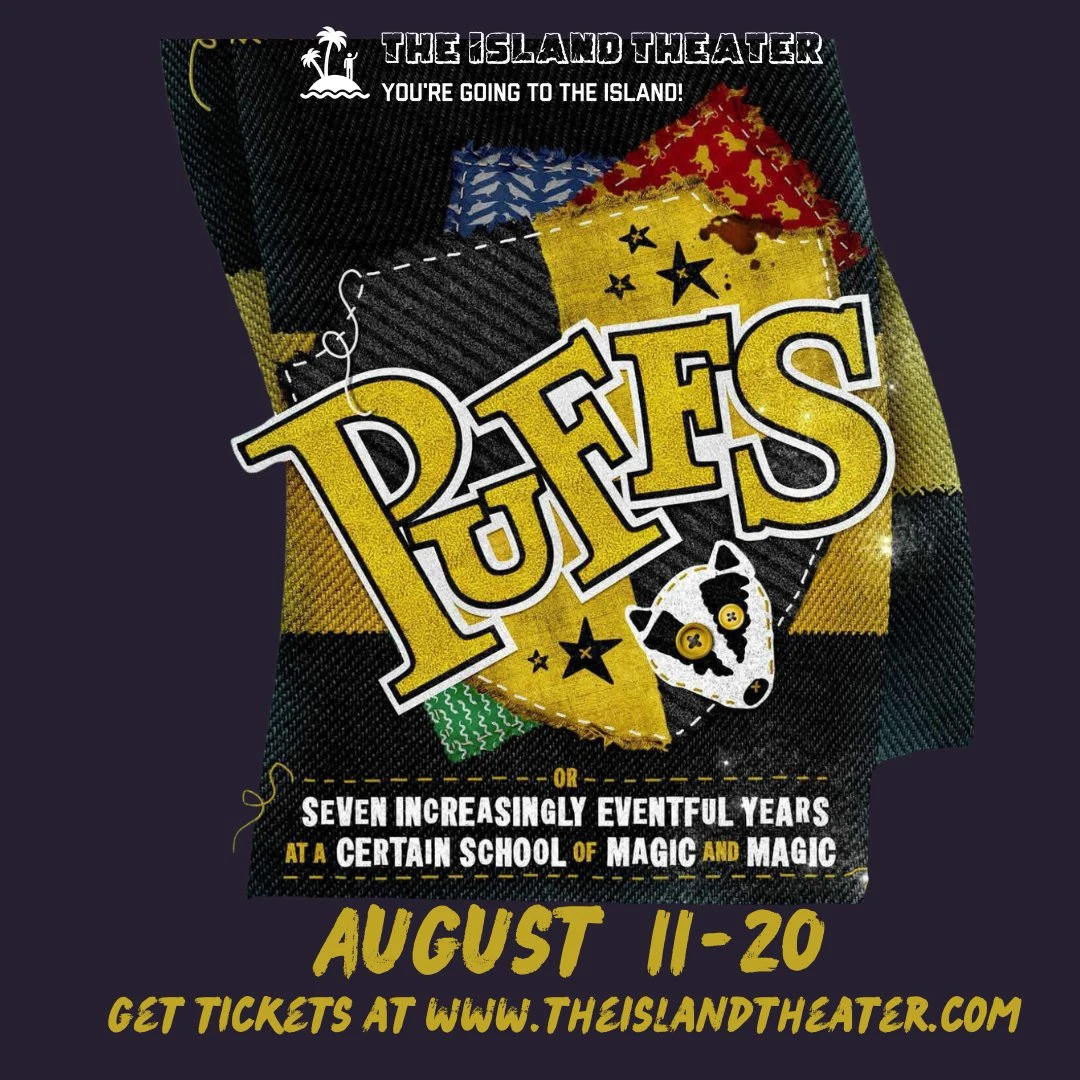 THE ISLAND THEATER
YOU'RE GOING TO THE ISLAND!
PUFFS
OR
SEVEN INCREASINGLY EVENTFUL YEARS
AT A CERTAIN SCHOOL OF MAGIC AND MAGIC
AUGUST 11-20
GET TICKETS AT WWW.THEISLANDTHEATER.COM